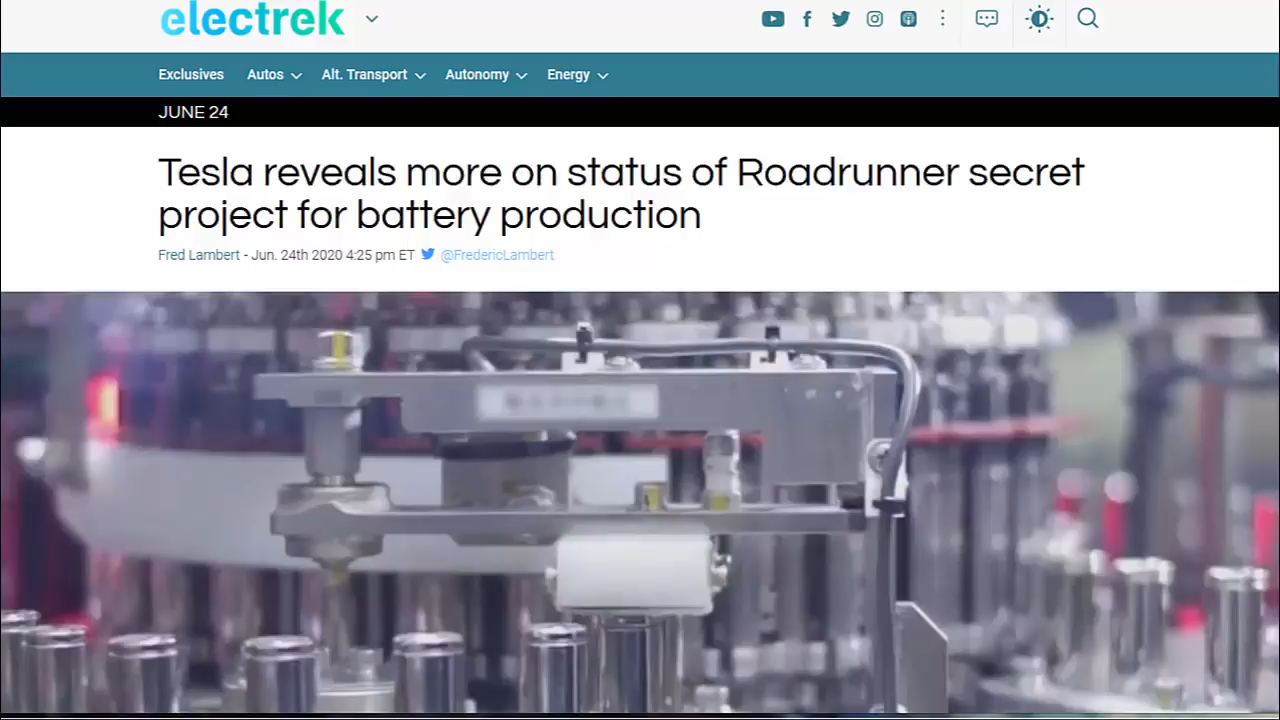 electrek
Exclusives Autos Alt. Transport Autonomy Energy
JUNE 24
Tesla reveals more on status of Roadrunner secret
project for battery production
Fred Lambert - Jun. 24th 2020 4:25 pm ET @FredericLambert